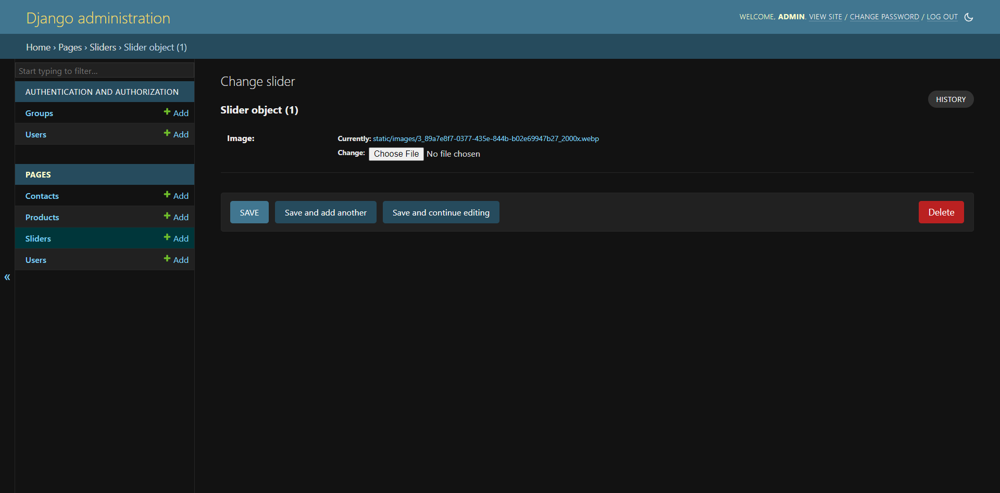 Django administration
WELCOME, ADMIN. VIEW SITE / CHANGE PASSWORD / LOG OUT
Home › Pages › Sliders › Slider object (1)
Start typing to filter...
AUTHENTICATION AND AUTHORIZATION
Groups + Add
Users + Add
PAGES
Contacts + Add
Products + Add
Sliders + Add
Users + Add
«
Change slider
HISTORY
Slider object (1)
Image: Currently: static/images/3_89a7e8f7-0377-435e-844b-b02e69947b27_2000x.webp
Change: Choose File No file chosen
SAVE Save and add another Save and continue editing Delete